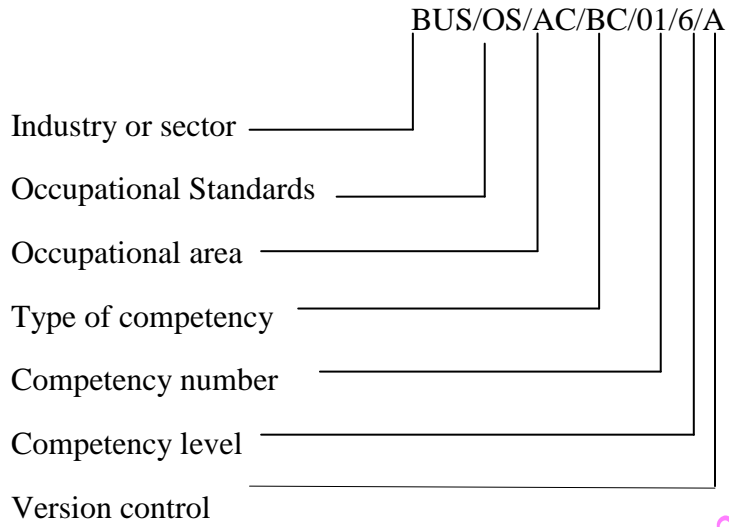 BUS/OS/AC/BC/01/6/A
Industry or sector
Occupational Standards
Occupational area
Type of competency
Competency number
Competency level
Version control